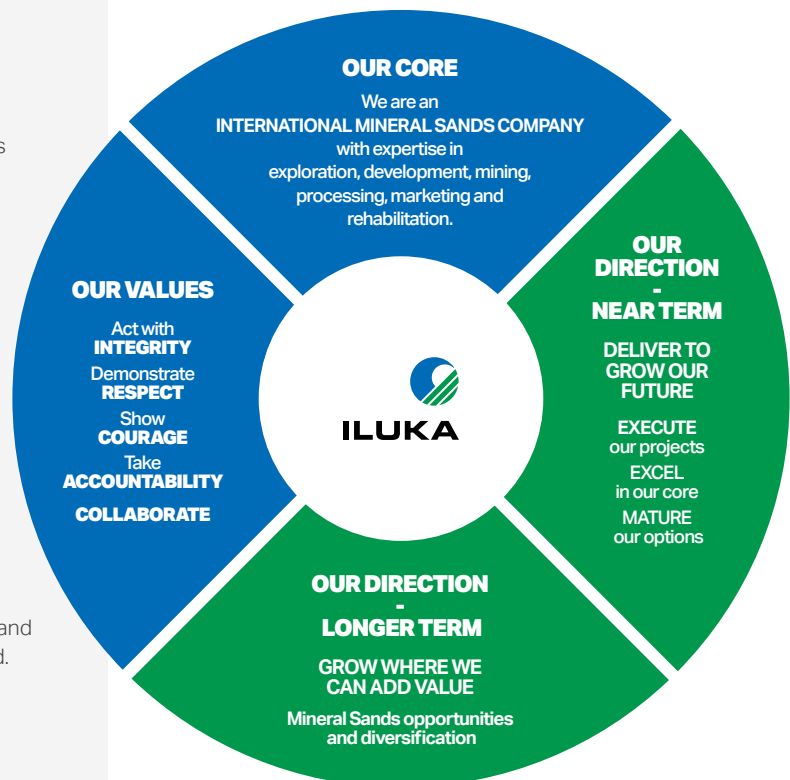 s
and
d.
OUR CORE
We are an
INTERNATIONAL MINERAL SANDS COMPANY
with expertise in
exploration, development, mining,
processing, marketing and
rehabilitation.
OUR VALUES
Act with
INTEGRITY
Demonstrate
RESPECT
Show
COURAGE
Take
ACCOUNTABILITY
COLLABORATE
ILUKA
OUR
DIRECTION
-
NEAR TERM
DELIVER TO
GROW OUR
FUTURE
EXECUTE
our projects
EXCEL
in our core
MATURE
our options
OUR DIRECTION
-
LONGER TERM
GROW WHERE WE
CAN ADD VALUE
Mineral Sands opportunities
and diversification